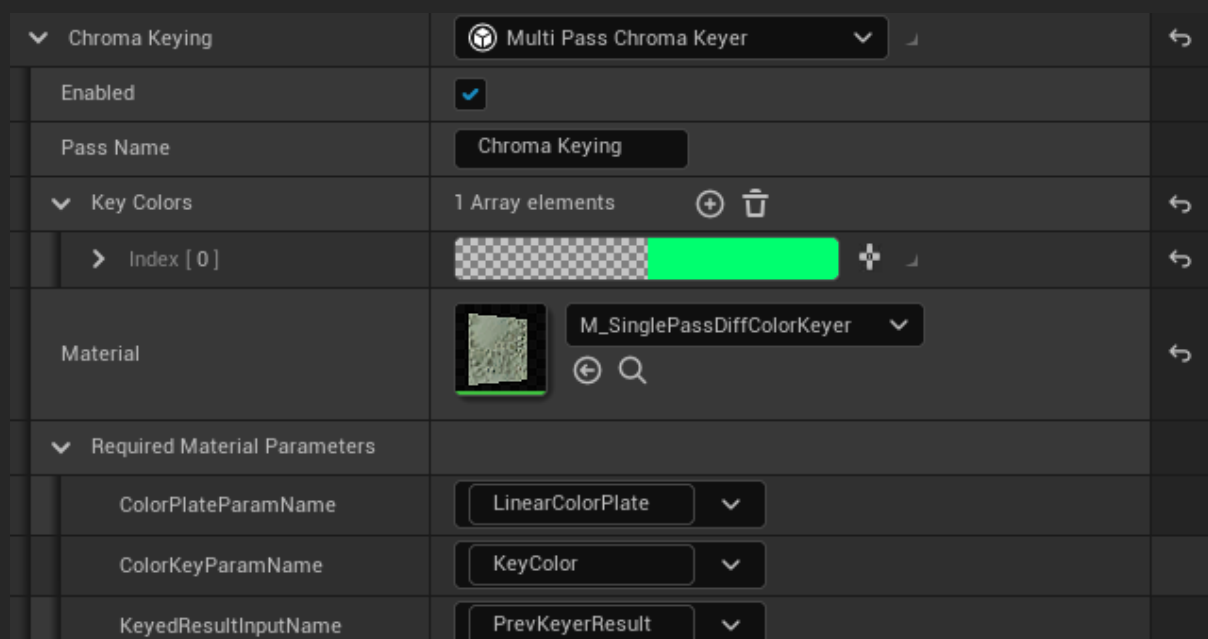 Chroma Keying Multi Pass Chroma Keyer
Enabled
Pass Name Chroma Keying
Key Colors 1 Array elements
Index [ 0 ]
Material M_SinglePassDiffColorKeyer
Required Material Parameters
ColorPlateParamName LinearColorPlate
ColorKeyParamName KeyColor
KeyedResultInputName PrevKeyerResult